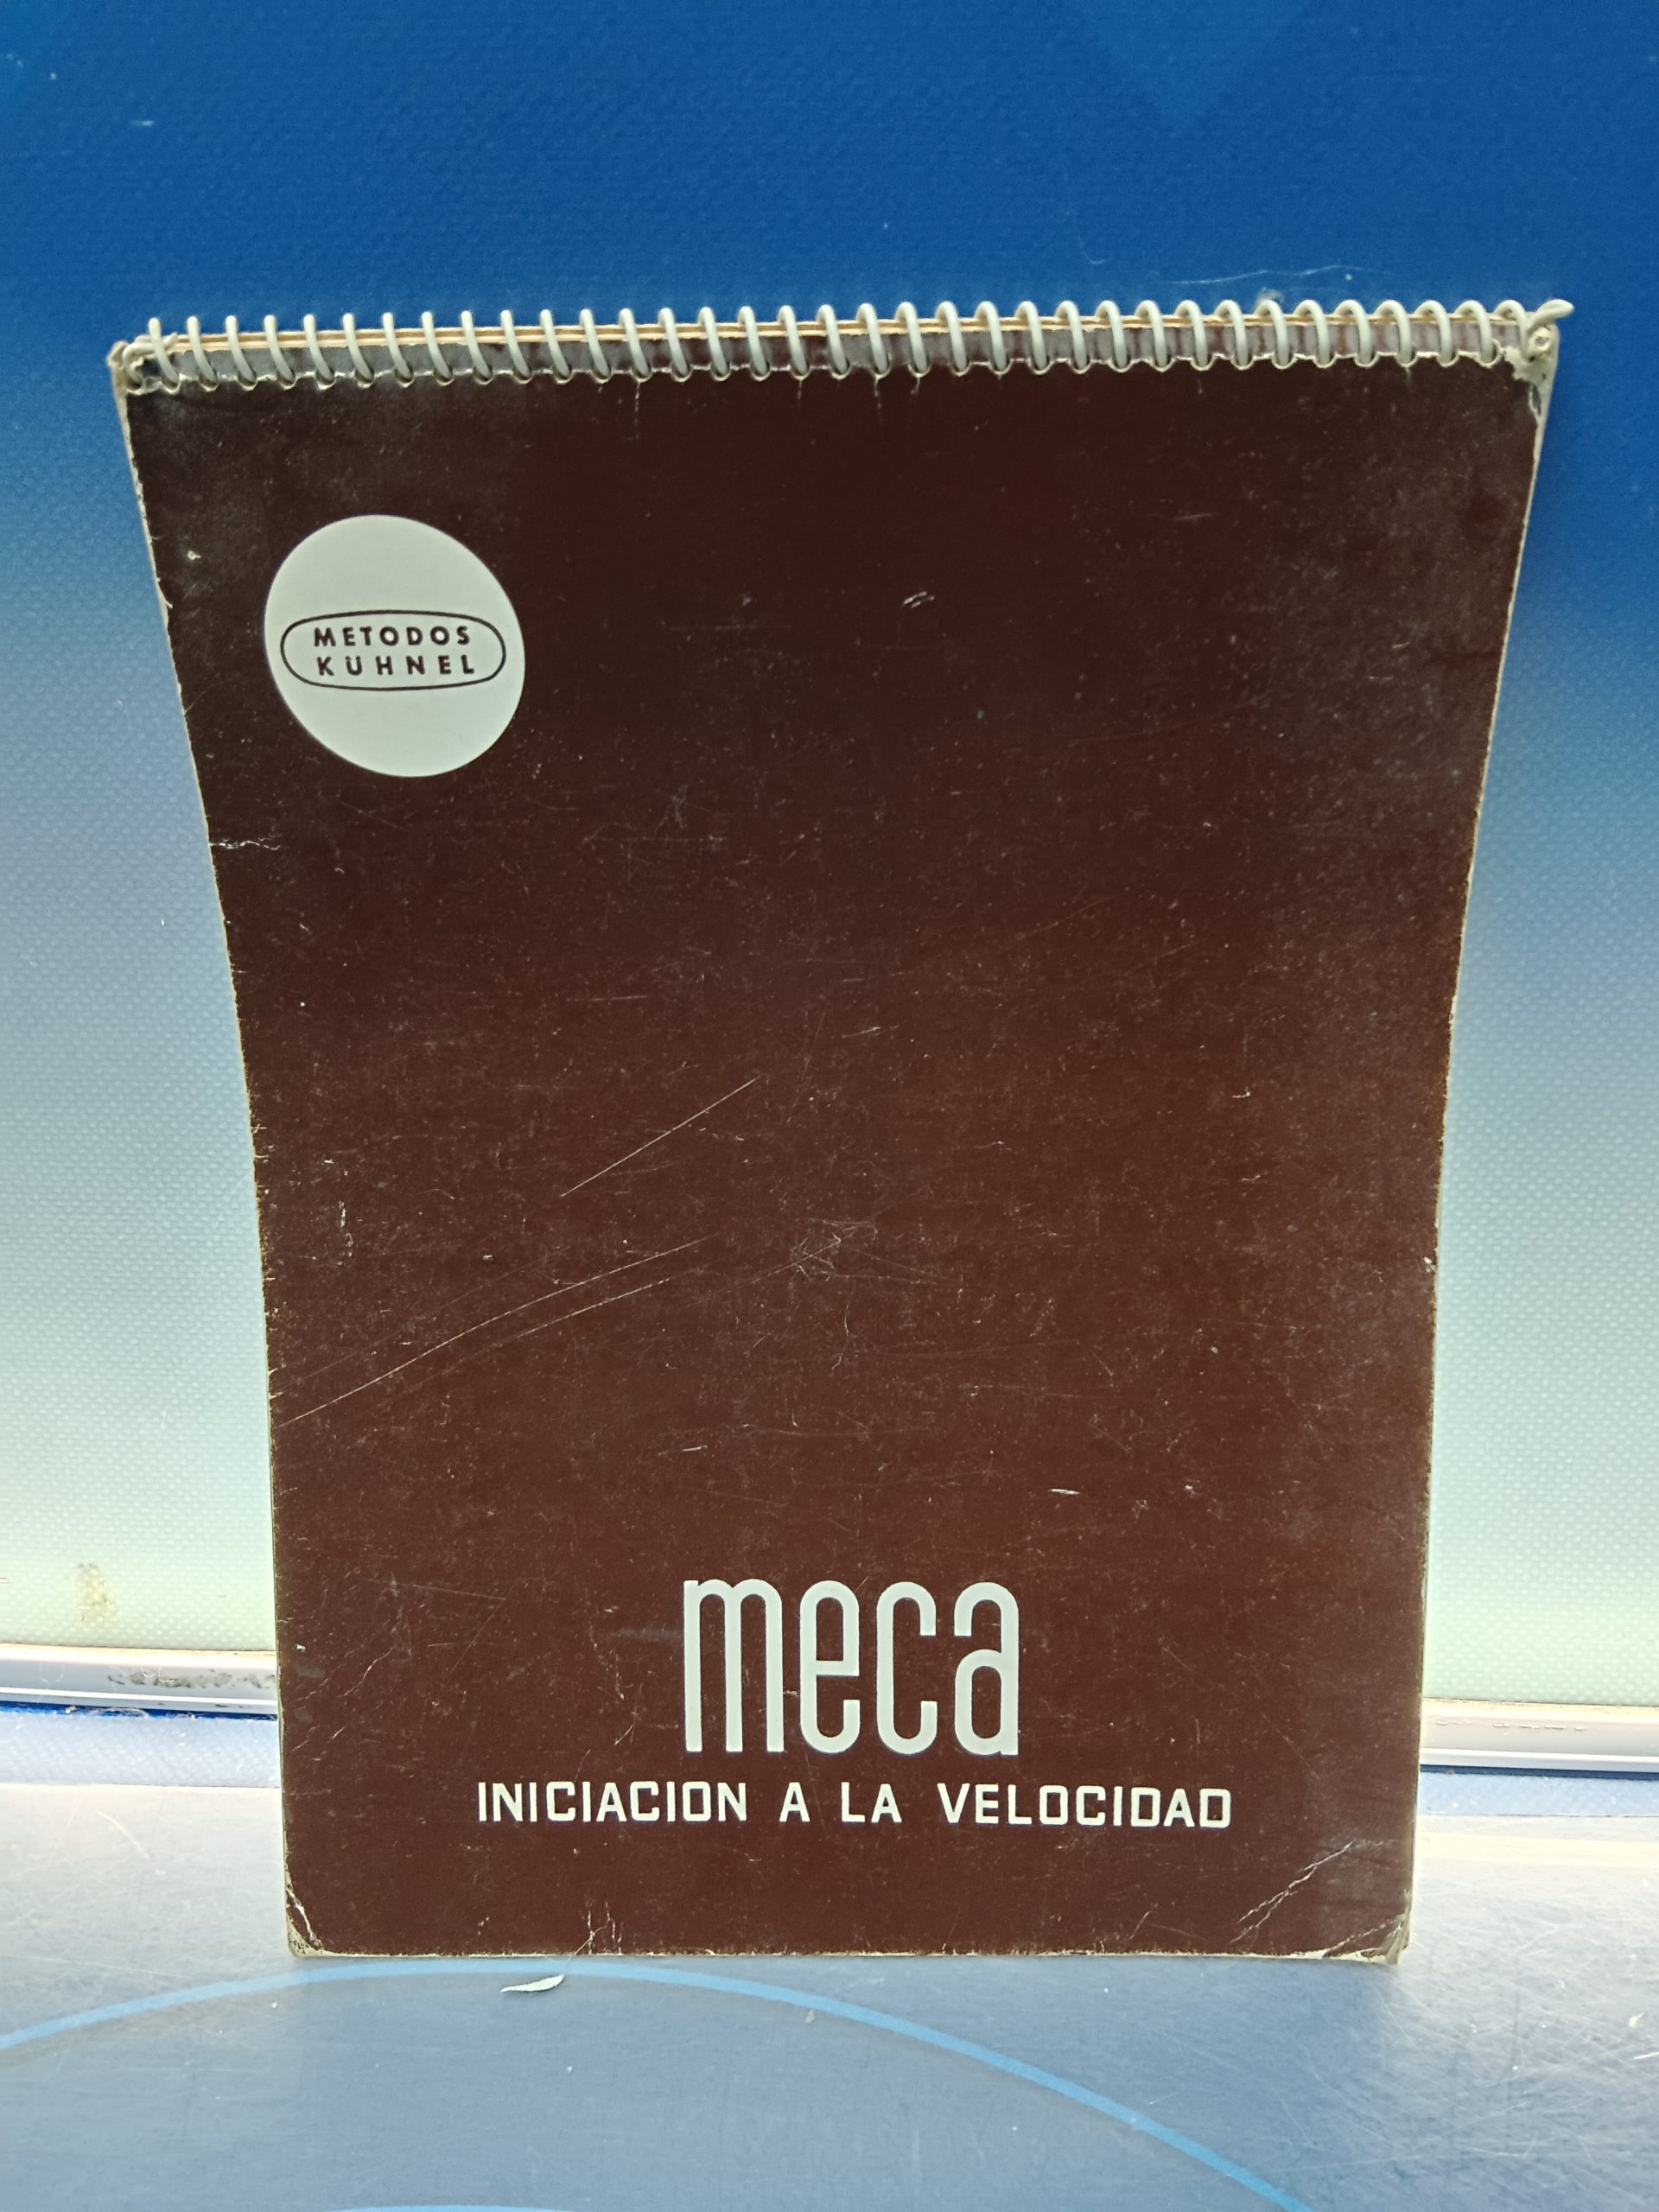 METODOS
KÜHNEL
meca
INICIACION A LA VELOCIDAD